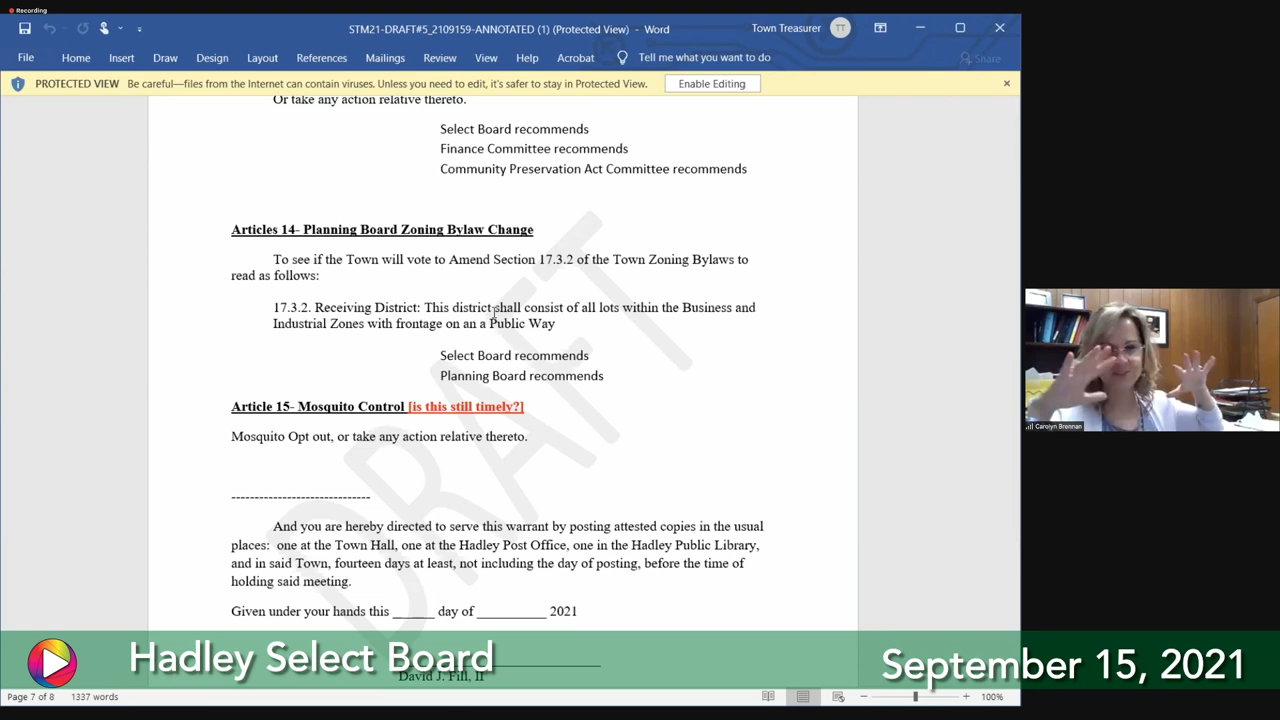 Recording
STM21-DRAFT#5_2109159-ANNOTATED (1) (Protected View) - Word
Town Treasurer
TT
File Home Insert Draw Design Layout References Mailings Review View Help Acrobat Tell me what you want to do
Share
PROTECTED VIEW Be careful—files from the Internet can contain viruses. Unless you need to edit, it's safer to stay in Protected View. Enable Editing
Or take any action relative thereto.
Select Board recommends
Finance Committee recommends
Community Preservation Act Committee recommends
Articles 14- Planning Board Zoning Bylaw Change
To see if the Town will vote to Amend Section 17.3.2 of the Town Zoning Bylaws to
read as follows:
17.3.2. Receiving District: This district shall consist of all lots within the Business and
Industrial Zones with frontage on an a Public Way
Select Board recommends
Planning Board recommends
Article 15- Mosquito Control [is this still timely?]
Mosquito Opt out, or take any action relative thereto.
------------------------------
And you are hereby directed to serve this warrant by posting attested copies in the usual
places: one at the Town Hall, one at the Hadley Post Office, one in the Hadley Public Library,
and in said Town, fourteen days at least, not including the day of posting, before the time of
holding said meeting.
Given under your hands this ______ day of __________ 2021
David J. Fill, II
DRAFT
Carolyn Brennan
Hadley Select Board
September 15, 2021
Page 7 of 8 1337 words
100%